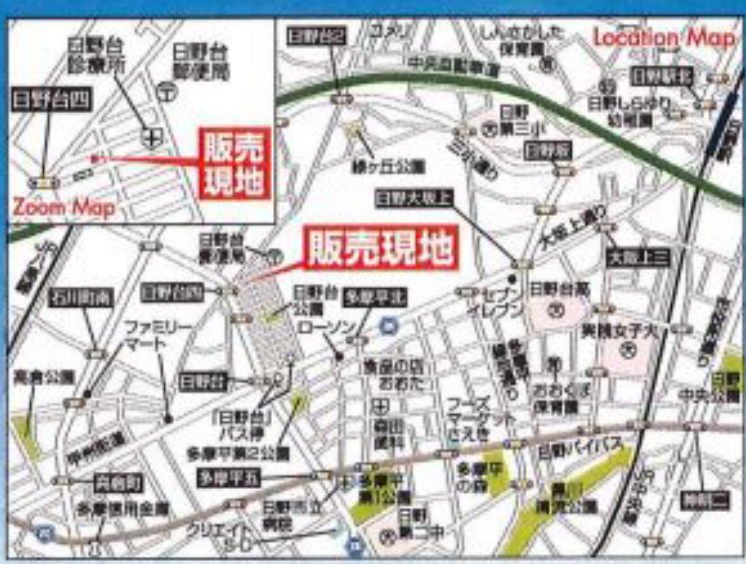 日野台
診療所
日野台
郵便局
日野台四
販売
現地
Zoom Map
日野台2
コメリ
しんさかした
保育園
Location Map
中央自動車道
日野駅北
日野しらゆり
幼稚園
日野
第三小
三小通り
日野坂
緑ヶ丘公園
日野大坂上
大坂上通り
大坂上三
日野台
郵便局
販売現地
日野台四
日野台
公園
多摩平北
ローソン
セブン
イレブン
日野台高
実践女子大
石川町南
ファミリー
マート
高倉公園
日野台
「日野台」
バス停
多摩平第2公園
食品の店
おおた
森田
歯科
フーズ
マーケット
さえき
おおくぼ
保育園
日野
中央公園
甲州街道
高倉町
多摩信用金庫
多摩平五
日野市立
病院
クリエイト
S・D
多摩平
第1公園
日野
第二中
多摩平
の森
日野バイパス
黒川
清流公園
神明二